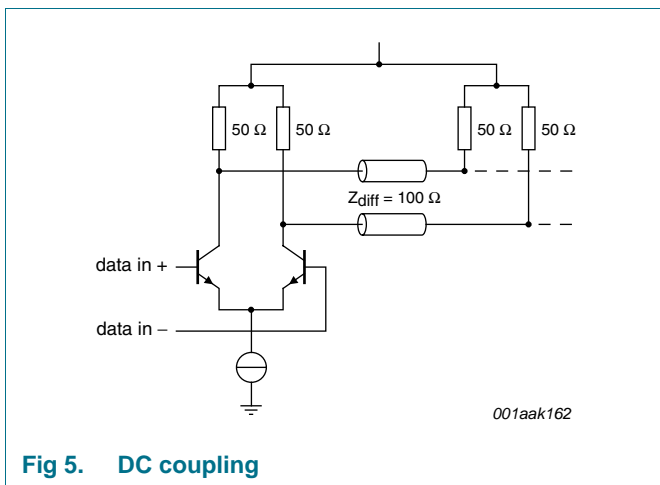 50 Ω 50 Ω 50 Ω 50 Ω
Zdiff = 100 Ω
data in +
data in −
001aak162
Fig 5. DC coupling